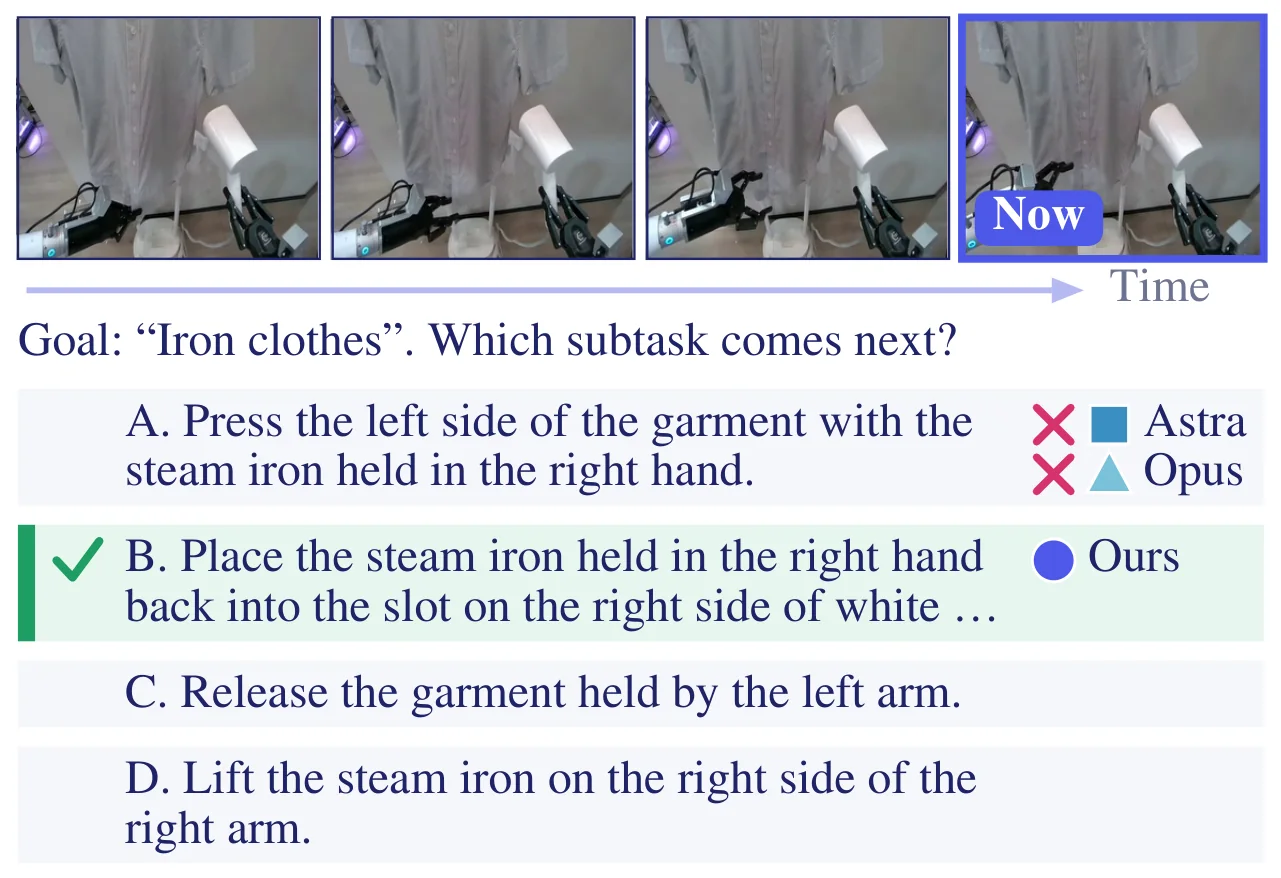 Now
Time
Goal: “Iron clothes”. Which subtask comes next?
A. Press the left side of the garment with the
steam iron held in the right hand.
Astra
Opus
B. Place the steam iron held in the right hand
back into the slot on the right side of white …
Ours
C. Release the garment held by the left arm.
D. Lift the steam iron on the right side of the
right arm.